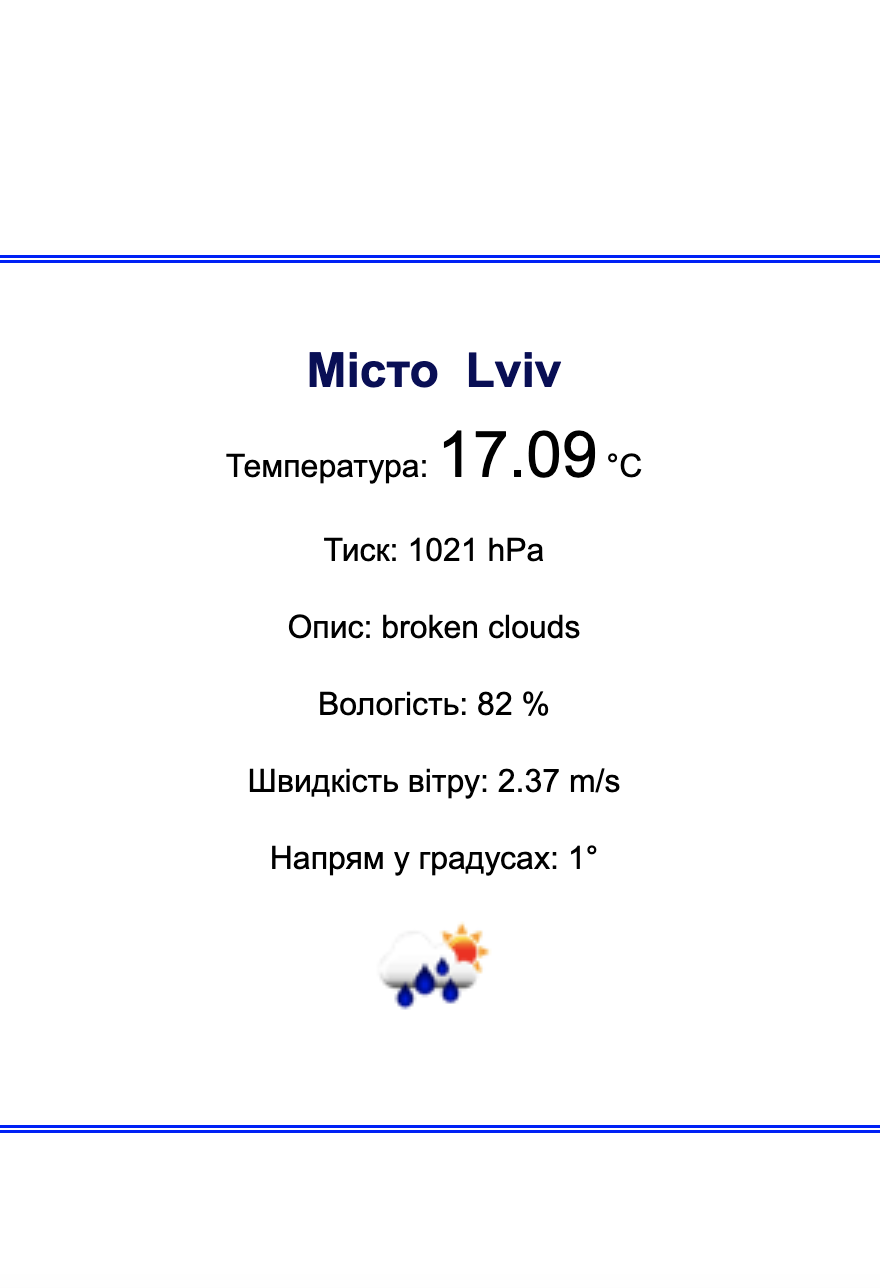 Місто Lviv
Температура: 17.09 °C
Тиск: 1021 hPa
Опис: broken clouds
Вологість: 82 %
Швидкість вітру: 2.37 m/s
Напрям у градусах: 1°